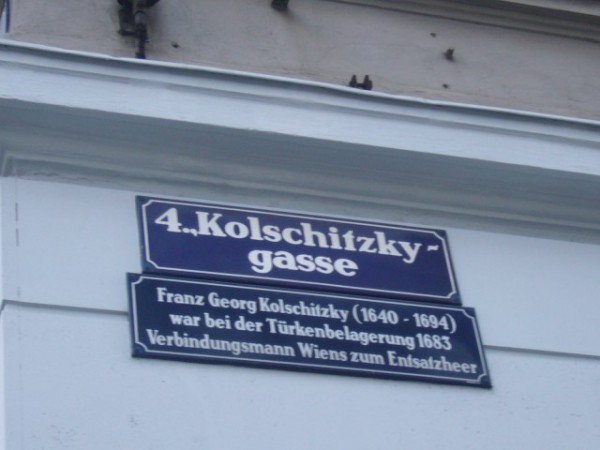 4., Kolschitzky-
gasse
Franz Georg Kolschitzky (1640 - 1694)
war bei der Türkenbelagerung 1683
Verbindungsmann Wiens zum Entsatzheer